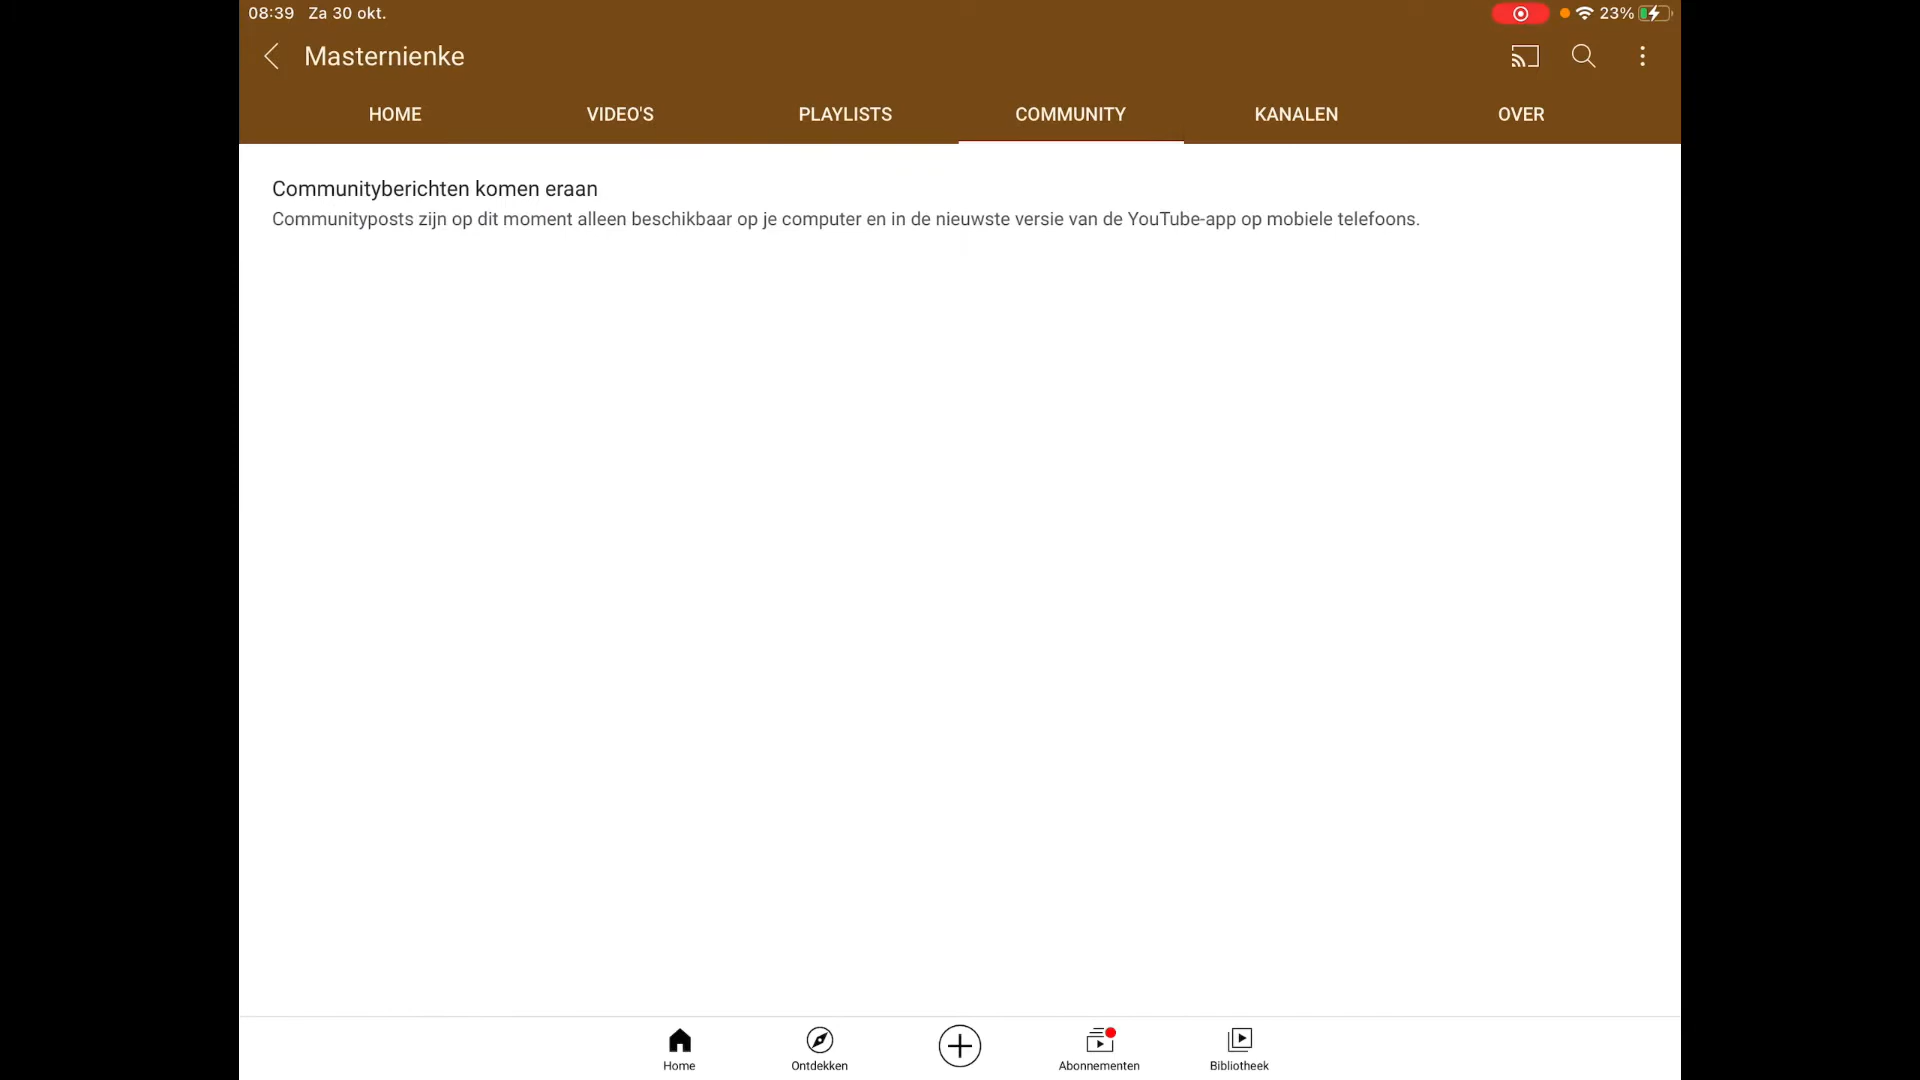 08:39 Za 30 okt.
23%
Masternienke
HOME VIDEO'S PLAYLISTS COMMUNITY KANALEN OVER
Communityberichten komen eraan
Communityposts zijn op dit moment alleen beschikbaar op je computer en in de nieuwste versie van de YouTube-app op mobiele telefoons.
Home Ontdekken Abonnementen Bibliotheek